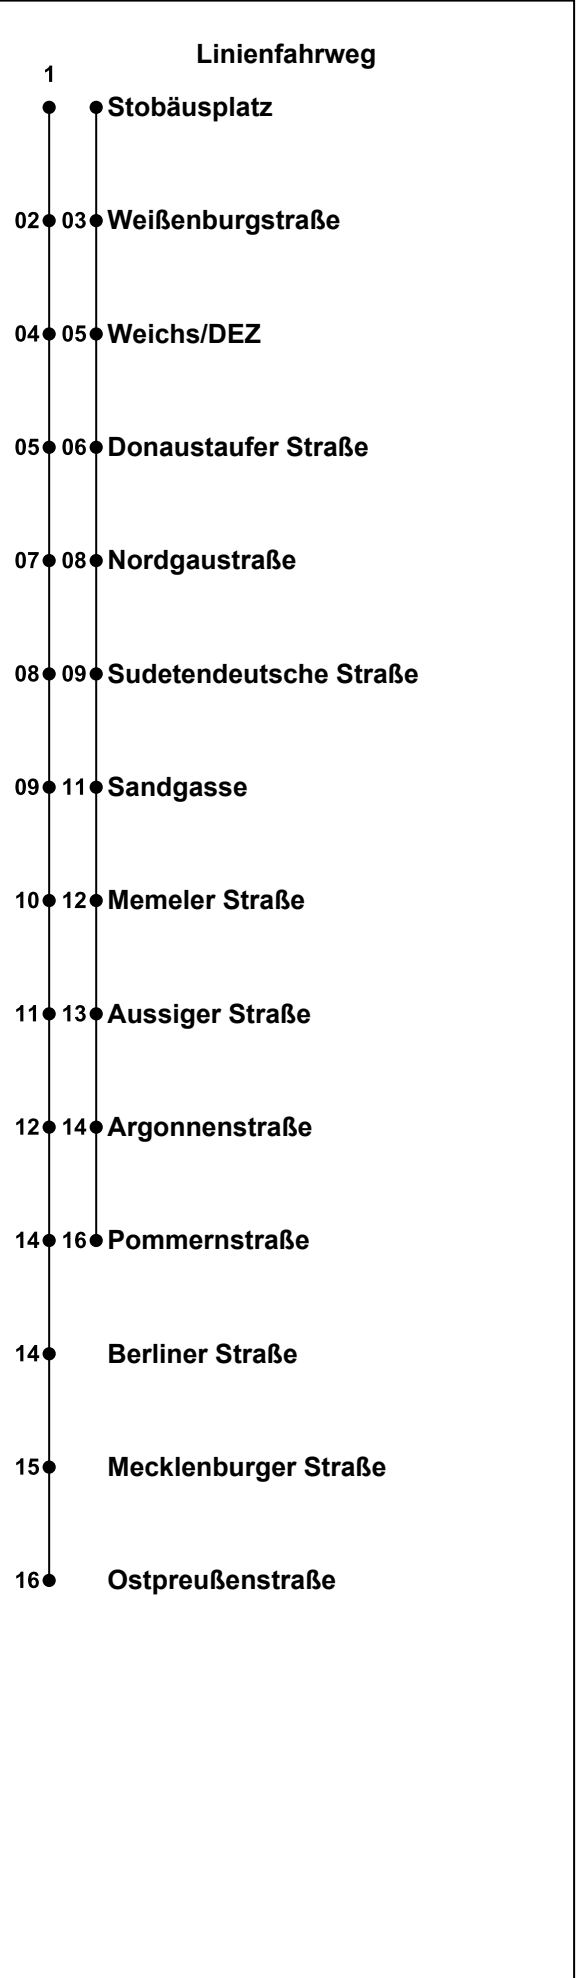 Linienfahrweg
1
Stobäusplatz
02 03 Weißenburgstraße
04 05 Weichs/DEZ
05 06 Donaustaufer Straße
07 08 Nordgaustraße
08 09 Sudetendeutsche Straße
09 11 Sandgasse
10 12 Memeler Straße
11 13 Aussiger Straße
12 14 Argonnenstraße
14 16 Pommernstraße
14 Berliner Straße
15 Mecklenburger Straße
16 Ostpreußenstraße